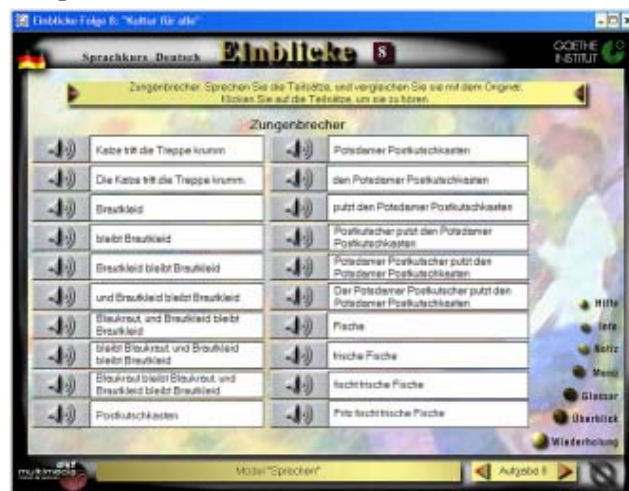 Einblicke Folge 8: "Kultur für alle"
Sprachkurs Deutsch Einblicke 8
GOETHE
INSTITUT
Zungenbrecher. Sprechen Sie die Teilsätze, und vergleichen Sie sie mit dem Original.
Klicken Sie auf die Teilsätze, um sie zu hören.
Zungenbrecher
Katze tritt die Treppe krumm.
Die Katze tritt die Treppe krumm.
Brautkleid
bleibt Brautkleid
Brautkleid bleibt Brautkleid
und Brautkleid bleibt Brautkleid
Blaukraut, und Brautkleid bleibt
Brautkleid
bleibt Blaukraut, und Brautkleid
bleibt Brautkleid
Blaukraut bleibt Blaukraut, und
Brautkleid bleibt Brautkleid
Postkutschkasten
Potsdamer Postkutschkasten
den Potsdamer Postkutschkasten
putzt den Potsdamer Postkutschkasten
Postkutscher putzt den Potsdamer
Postkutschkasten
Potsdamer Postkutscher putzt den
Potsdamer Postkutschkasten
Der Potsdamer Postkutscher putzt den
Potsdamer Postkutschkasten
Fische
frische Fische
fischt frische Fische
Fritz fischt frische Fische
Hilfe
Info
Notiz
Menü
Glossar
Überblick
Wiederholung
multimedia
Modul "Sprechen"
Aufgabe 8